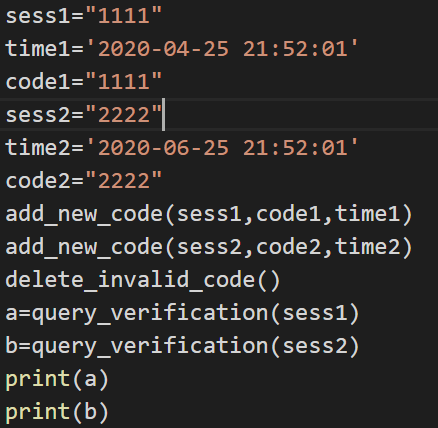 sess1="1111"
time1='2020-04-25 21:52:01'
code1="1111"
sess2="2222"
time2='2020-06-25 21:52:01'
code2="2222"
add_new_code(sess1,code1,time1)
add_new_code(sess2,code2,time2)
delete_invalid_code()
a=query_verification(sess1)
b=query_verification(sess2)
print(a)
print(b)